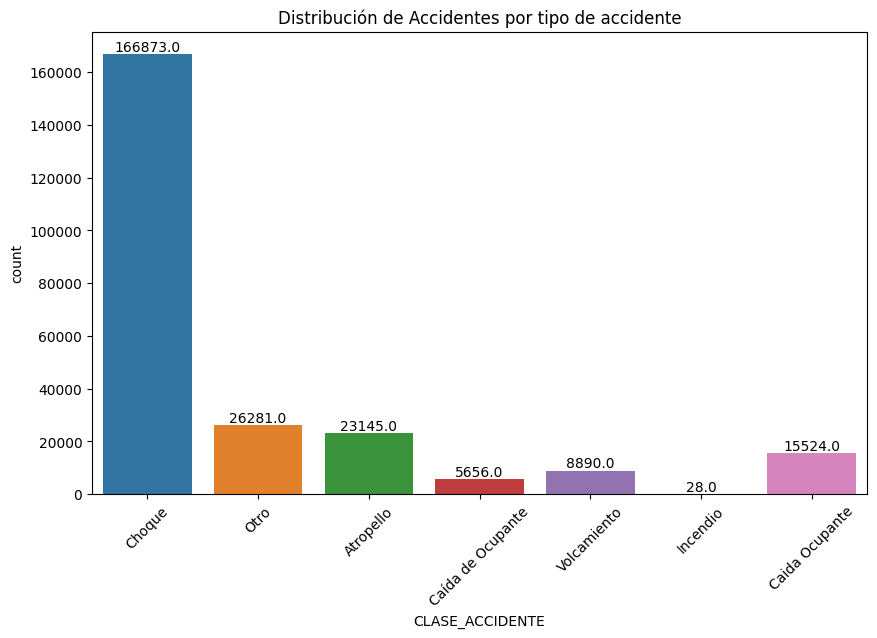 Distribución de Accidentes por tipo de accidente
166873.0
26281.0
23145.0
5656.0
8890.0
28.0
15524.0
160000
140000
120000
100000
80000
60000
40000
20000
0
count
Choque
Otro
Atropello
Caída de Ocupante
Volcamiento
Incendio
Caida Ocupante
CLASE_ACCIDENTE